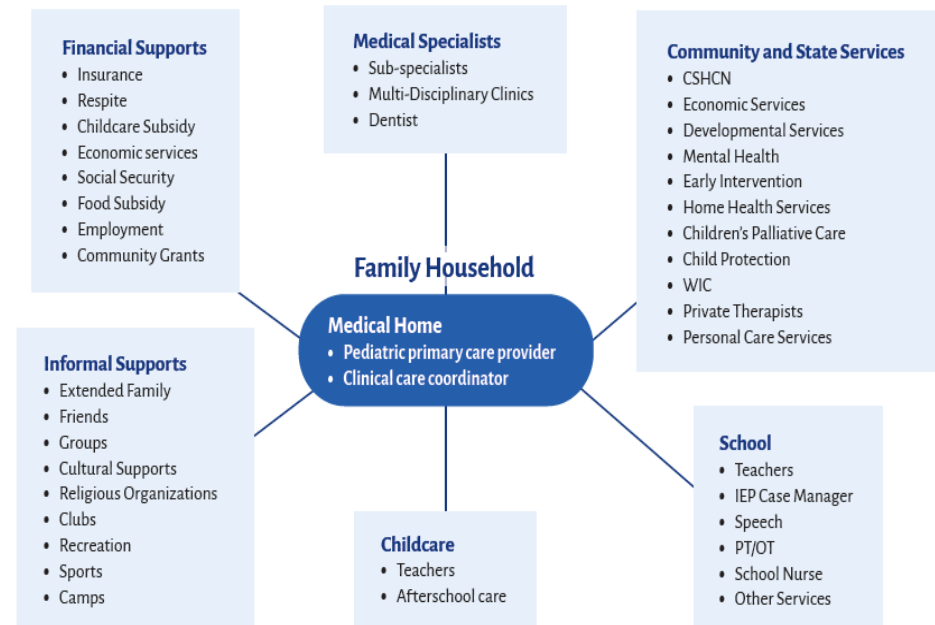 Financial Supports
• Insurance
• Respite
• Childcare Subsidy
• Economic services
• Social Security
• Food Subsidy
• Employment
• Community Grants
Medical Specialists
• Sub-specialists
• Multi-Disciplinary Clinics
• Dentist
Community and State Services
• CSHCN
• Economic Services
• Developmental Services
• Mental Health
• Early Intervention
• Home Health Services
• Children's Palliative Care
• Child Protection
• WIC
• Private Therapists
• Personal Care Services
Family Household
Medical Home
• Pediatric primary care provider
• Clinical care coordinator
Informal Supports
• Extended Family
• Friends
• Groups
• Cultural Supports
• Religious Organizations
• Clubs
• Recreation
• Sports
• Camps
Childcare
• Teachers
• Afterschool care
School
• Teachers
• IEP Case Manager
• Speech
• PT/OT
• School Nurse
• Other Services